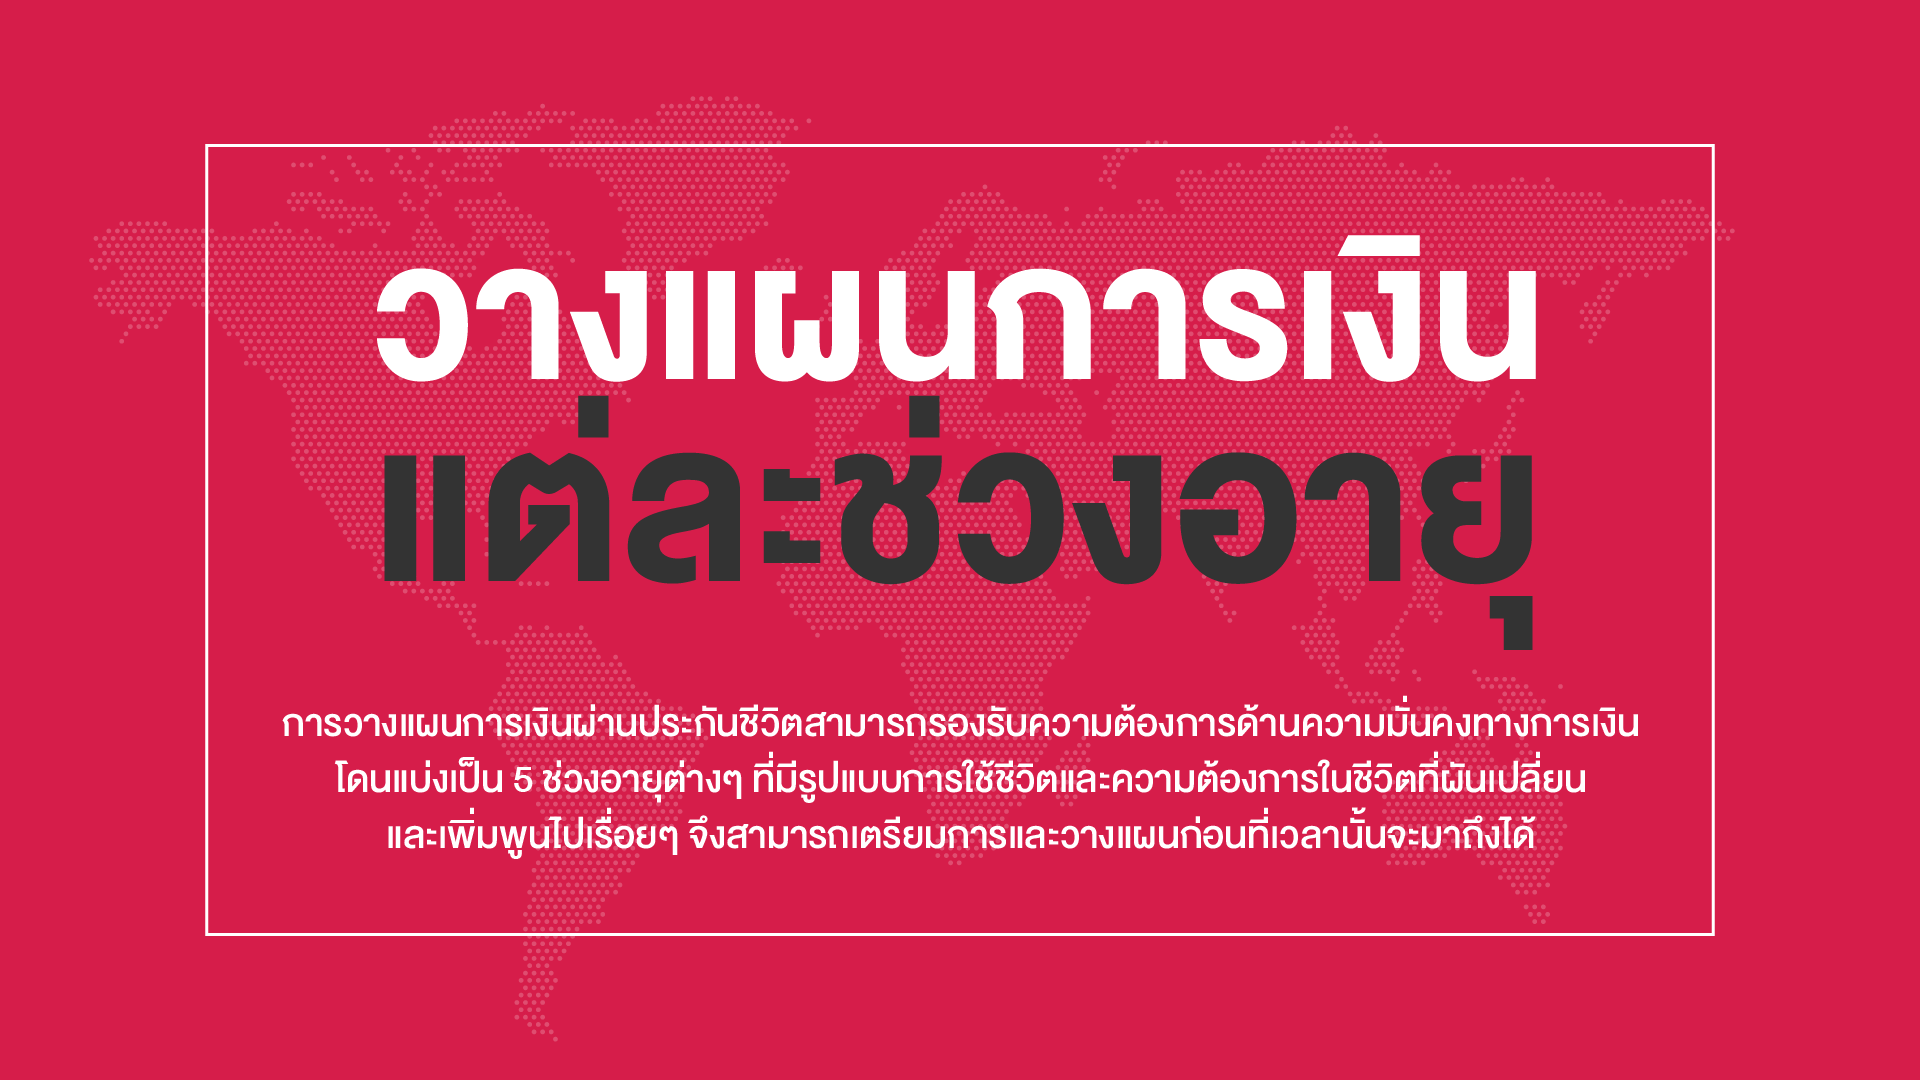 วางแผนการเงิน
แต่ละช่วงอายุ
การวางแผนการเงินผ่านประกันชีวิตสามารถรองรับความต้องการด้านความมั่นคงทางการเงิน
โดนแบ่งเป็น 5 ช่วงอายุต่างๆ ที่มีรูปแบบการใช้ชีวิตและความต้องการในชีวิตที่ผันเปลี่ยน
และเพิ่มพูนไปเรื่อยๆ จึงสามารถเตรียมการและวางแผนก่อนที่เวลานั้นจะมาถึงได้